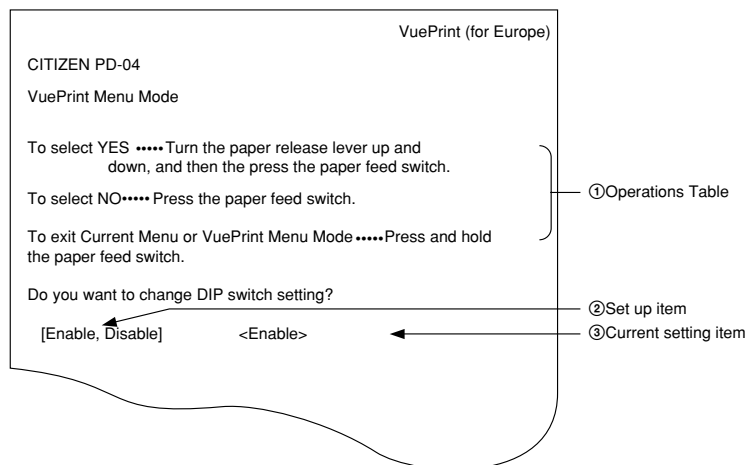 VuePrint (for Europe)
CITIZEN PD-04
VuePrint Menu Mode
To select YES ••••• Turn the paper release lever up and
down, and then the press the paper feed switch.
To select NO••••• Press the paper feed switch.
①Operations Table
To exit Current Menu or VuePrint Menu Mode •••••Press and hold
the paper feed switch.
Do you want to change DIP switch setting?
②Set up item
[Enable, Disable] <Enable>
③Current setting item